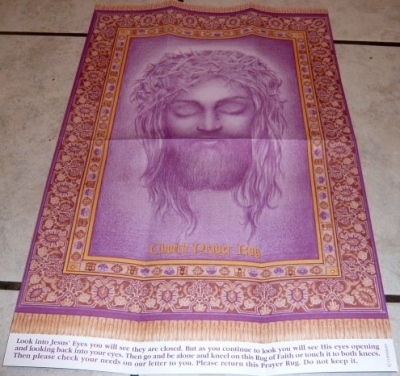 Church Prayer Rug
Look into Jesus' Eyes you will see they are closed. But as you continue to look you will see His eyes opening
and looking back into your eyes. Then go and be alone and kneel on this Rug of Faith or touch it to both knees.
Then please check your needs on our letter to you. Please return this Prayer Rug. Do not keep it.